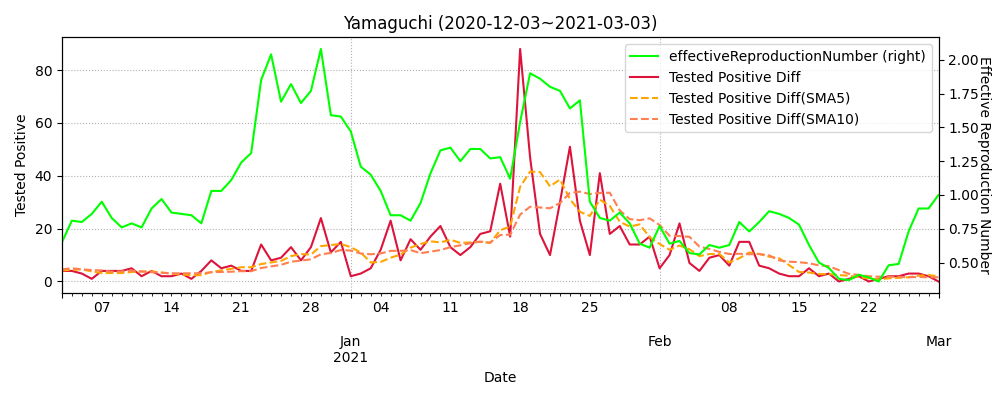 Yamaguchi (2020-12-03~2021-03-03)
effectiveReproductionNumber (right)
Tested Positive Diff
Tested Positive Diff(SMA5)
Tested Positive Diff(SMA10)
Tested Positive
80
60
40
20
0
Effective Reproduction Number
2.00
1.75
1.50
1.25
1.00
0.75
0.50
07 14 21 28 04 11 18 25 08 15 22
Jan Feb Mar
2021
Date